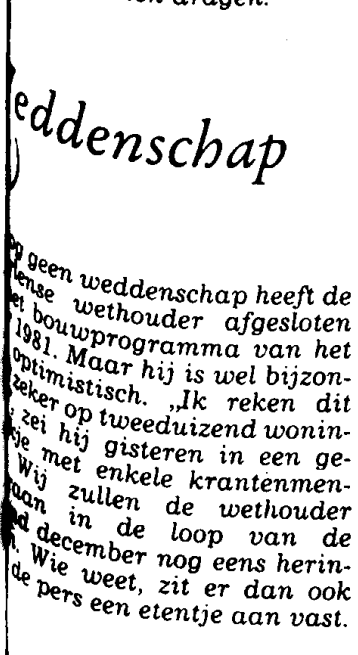 dragen.
eddenschap
geen weddenschap heeft de
wethouder afgesloten
bouwprogramma van het
1981. Maar hij is wel bijzon-
optimistisch. „Ik reken dit
zeker op tweeduizend wonin-
zei hij gisteren in een ge-
je met enkele krantenmen-
Wij zullen de wethouder
aan in de loop van de
december nog eens herin-
. Wie weet, zit er dan ook
de pers een etentje aan vast.